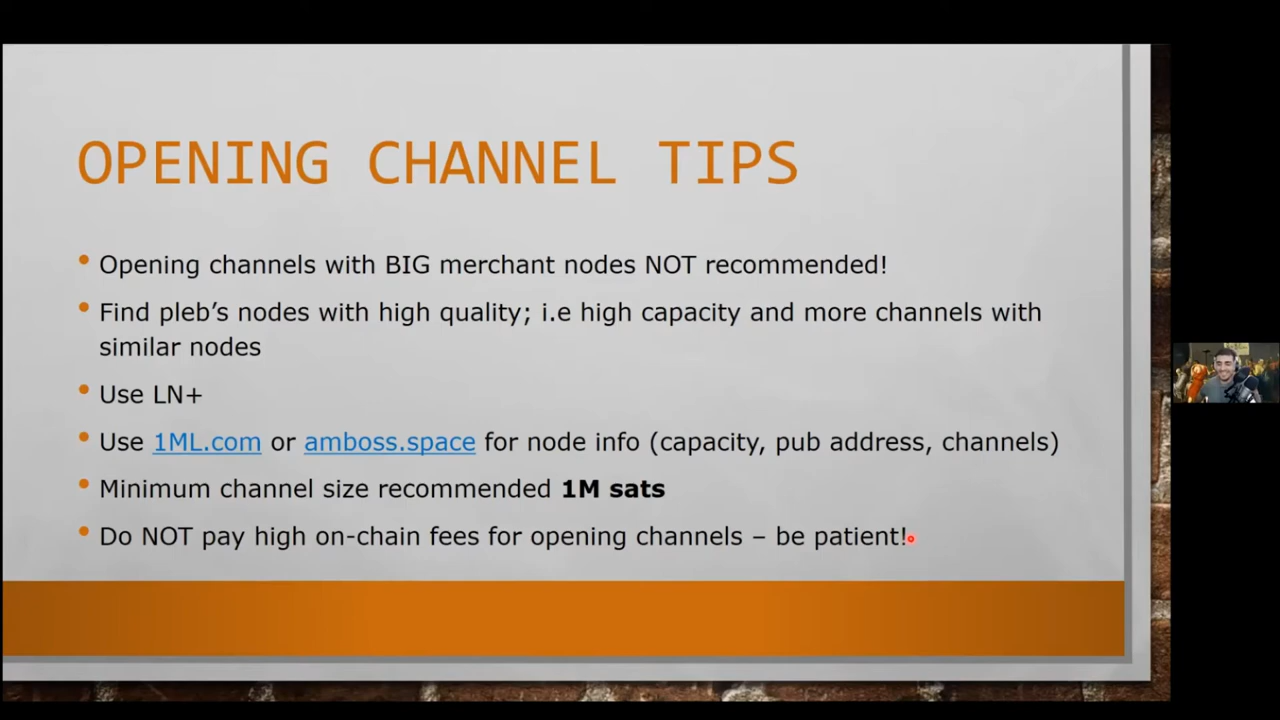 OPENING CHANNEL TIPS
• Opening channels with BIG merchant nodes NOT recommended!
• Find pleb’s nodes with high quality; i.e high capacity and more channels with
similar nodes
• Use LN+
• Use 1ML.com or amboss.space for node info (capacity, pub address, channels)
• Minimum channel size recommended 1M sats
• Do NOT pay high on-chain fees for opening channels – be patient!